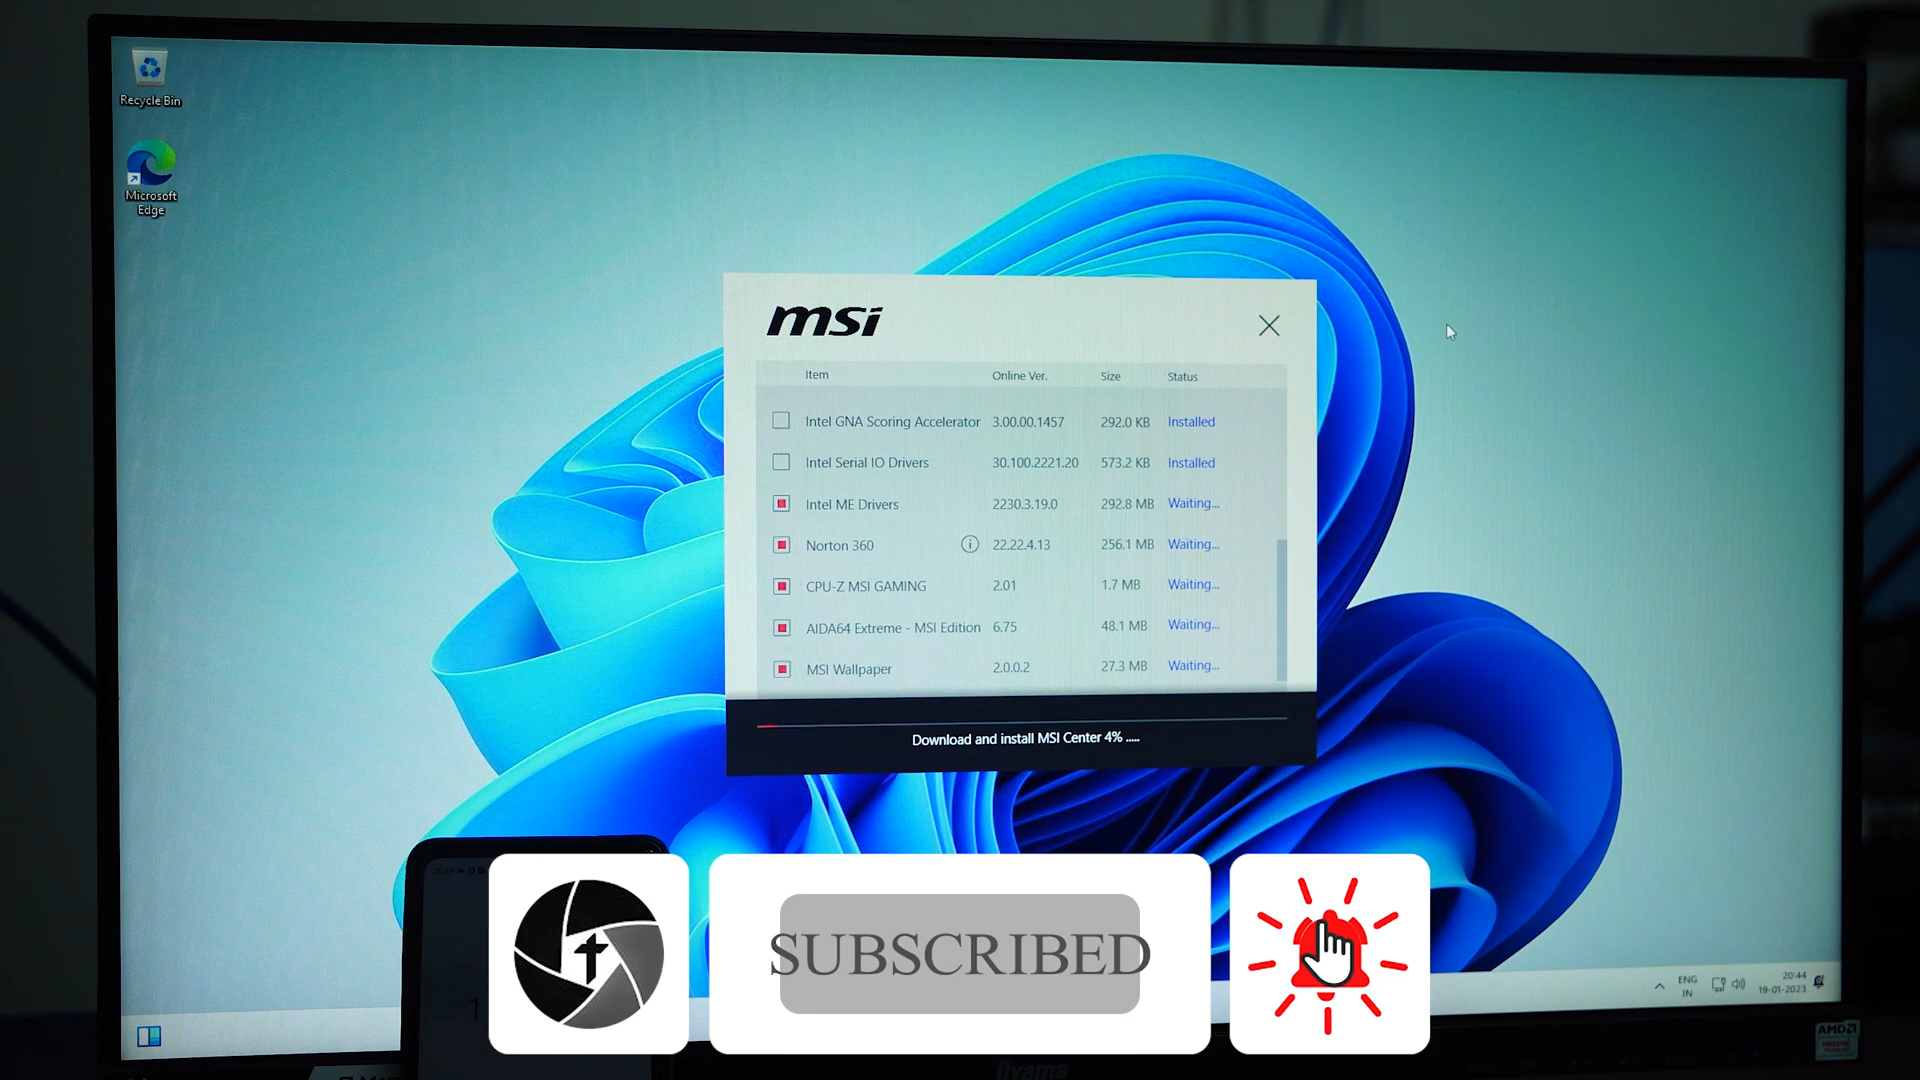 Recycle Bin
Microsoft
Edge
msi
Item Online Ver. Size Status
Intel GNA Scoring Accelerator 3.00.00.1457 292.0 KB Installed
Intel Serial IO Drivers 30.100.2221.20 573.2 KB Installed
Intel ME Drivers 2230.3.19.0 292.8 MB Waiting...
Norton 360 22.22.4.13 256.1 MB Waiting...
CPU-Z MSI GAMING 2.01 1.7 MB Waiting...
AIDA64 Extreme - MSI Edition 6.75 48.1 MB Waiting...
MSI Wallpaper 2.0.0.2 27.3 MB Waiting...
Download and install MSI Center 4% .....
SUBSCRIBED
ENG
IN
20:44
19-01-2023
AMD
iiyama